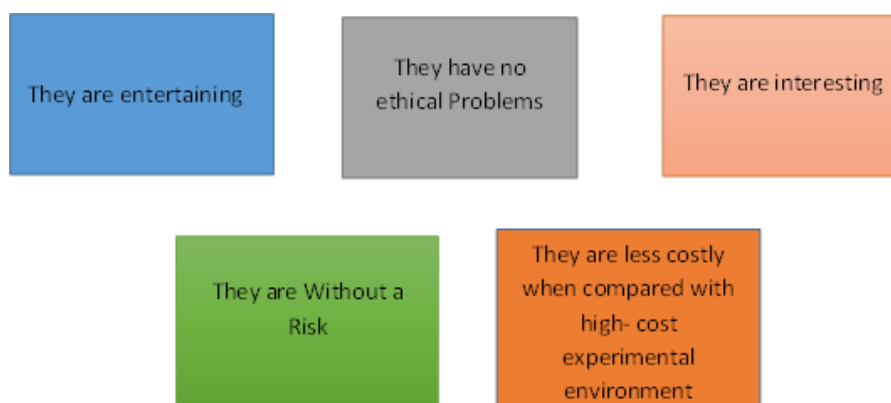 They are entertaining
They have no
ethical Problems
They are interesting
They are Without a
Risk
They are less costly
when compared with
high- cost
experimental
environment